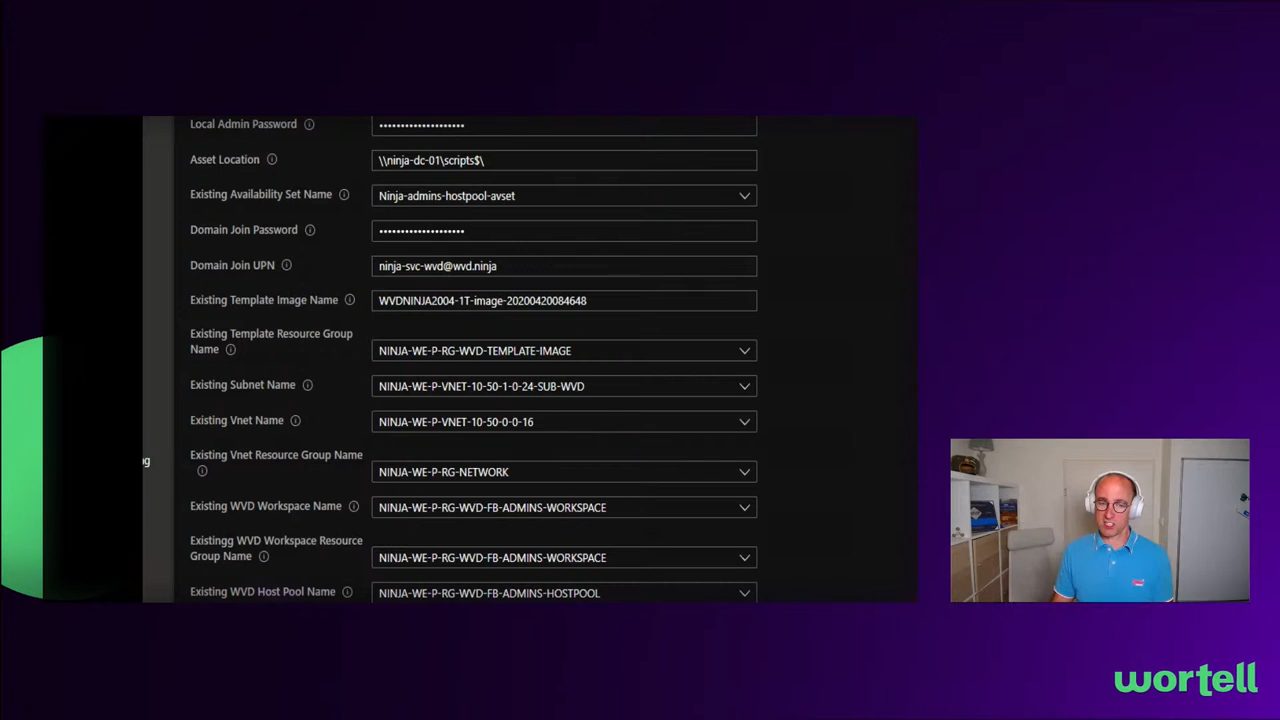 Local Admin Password
••••••••••••••••••••
Asset Location
\\ninja-dc-01\scripts$\
Existing Availability Set Name
Ninja-admins-hostpool-avset
Domain Join Password
••••••••••••••••••••
Domain Join UPN
ninja-svc-wvd@wvd.ninja
Existing Template Image Name
WVDNINJA2004-1T-image-20200420084648
Existing Template Resource Group
Name
NINJA-WE-P-RG-WVD-TEMPLATE-IMAGE
Existing Subnet Name
NINJA-WE-P-VNET-10-50-1-0-24-SUB-WVD
Existing Vnet Name
NINJA-WE-P-VNET-10-50-0-0-16
Existing Vnet Resource Group Name
NINJA-WE-P-RG-NETWORK
Existing WVD Workspace Name
NINJA-WE-P-RG-WVD-FB-ADMINS-WORKSPACE
Existingg WVD Workspace Resource
Group Name
NINJA-WE-P-RG-WVD-FB-ADMINS-WORKSPACE
Existing WVD Host Pool Name
NINJA-WE-P-RG-WVD-FB-ADMINS-HOSTPOOL
wortell